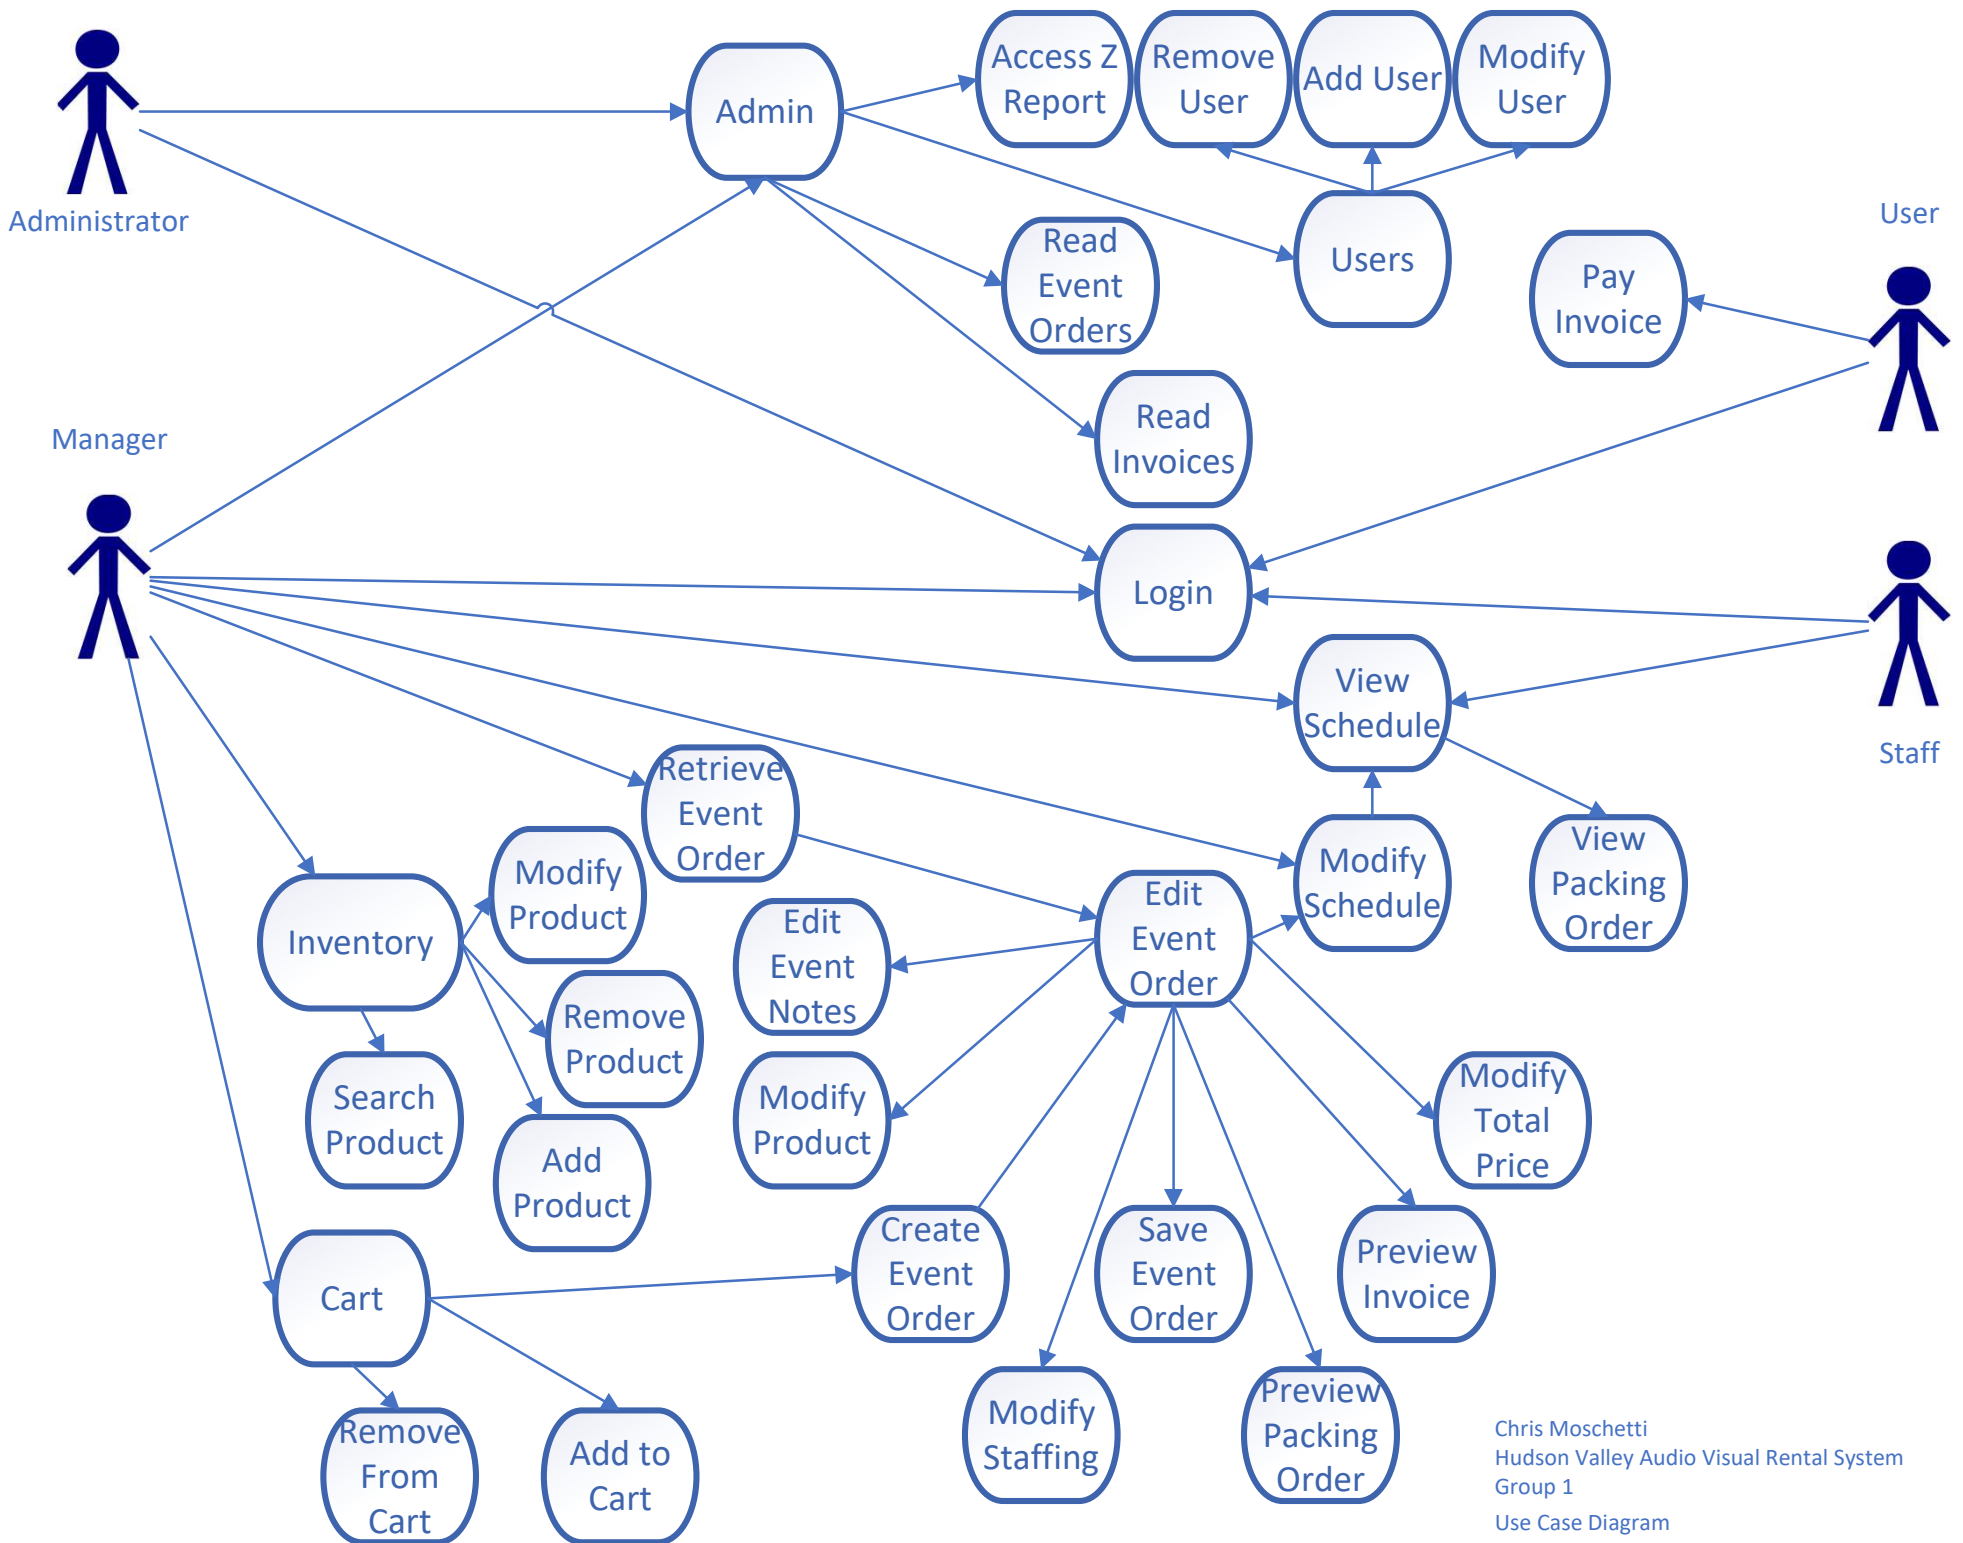 Administrator
Admin
Access Z
Report
Remove
User
Add User
Modify
User
User
Users
Pay
Invoice
Read
Event
Orders
Read
Invoices
Manager
Login
View
Schedule
Staff
Retrieve
Event
Order
Modify
Schedule
View
Packing
Order
Inventory
Modify
Product
Edit
Event
Notes
Edit
Event
Order
Remove
Product
Search
Product
Modify
Product
Modify
Total
Price
Add
Product
Cart
Create
Event
Order
Save
Event
Order
Preview
Invoice
Remove
From
Cart
Add to
Cart
Modify
Staffing
Preview
Packing
Order
Chris Moschetti
Hudson Valley Audio Visual Rental System
Group 1
Use Case Diagram